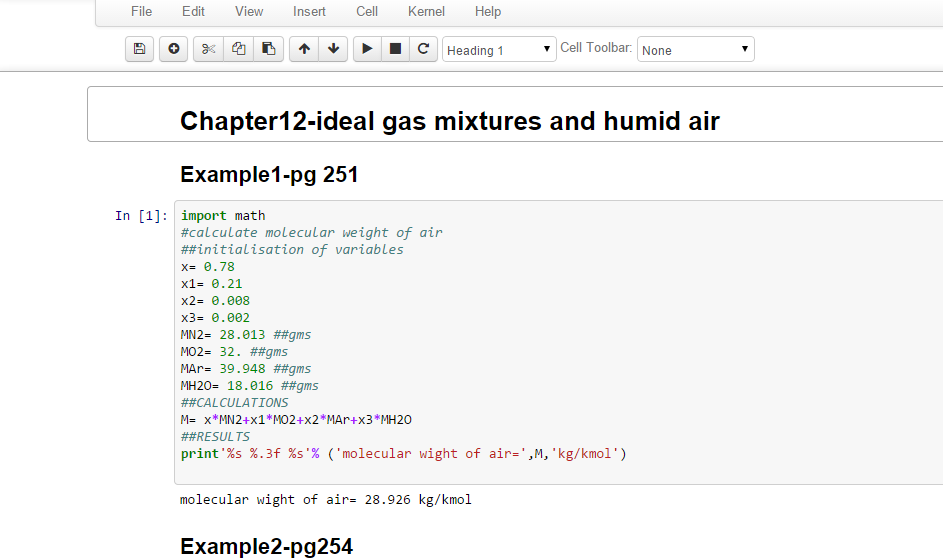 File Edit View Insert Cell Kernel Help
Heading 1 Cell Toolbar: None
Chapter12-ideal gas mixtures and humid air
Example1-pg 251
In [1]: import math
#calculate molecular weight of air
##initialisation of variables
x= 0.78
x1= 0.21
x2= 0.008
x3= 0.002
MN2= 28.013 ##gms
MO2= 32. ##gms
MAr= 39.948 ##gms
MH2O= 18.016 ##gms
##CALCULATIONS
M= x*MN2+x1*MO2+x2*MAr+x3*MH2O
##RESULTS
print'%s %.3f %s'% ('molecular wight of air=',M,'kg/kmol')
molecular wight of air= 28.926 kg/kmol
Example2-pg254